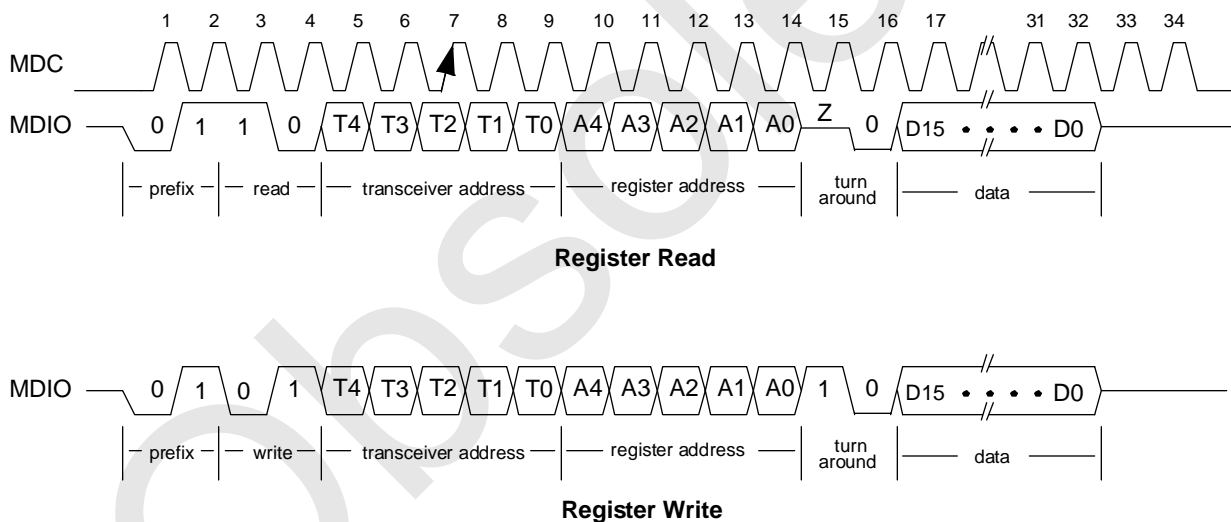 1 2 3 4 5 6 7 8 9 10 11 12 13 14 15 16 17 31 32 33 34
MDC
MDIO 0 1 1 0 T4 T3 T2 T1 T0 A4 A3 A2 A1 A0 Z 0 D15 • • • • D0
prefix read transceiver address register address turn around data
Register Read
MDIO 0 1 0 1 T4 T3 T2 T1 T0 A4 A3 A2 A1 A0 1 0 D15 • • • • D0
prefix write transceiver address register address turn around data
Register Write